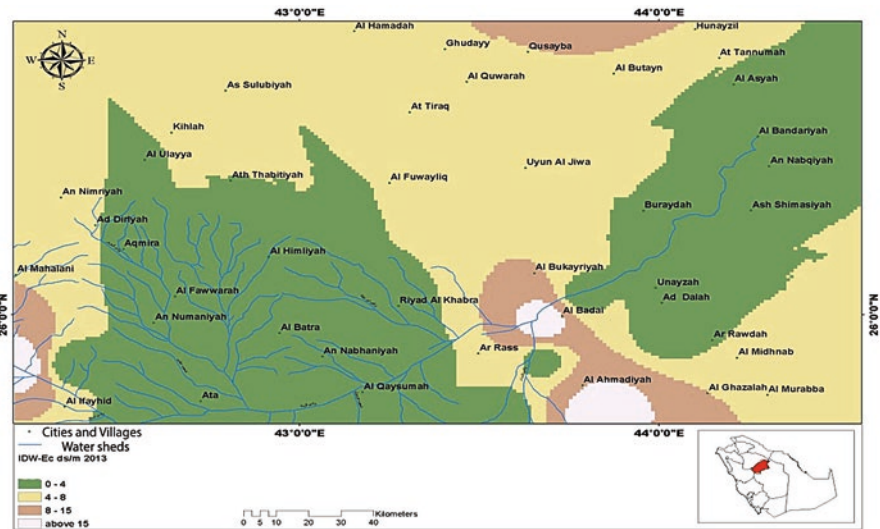 43°0'0"E 44°0'0"E
N
W E
S
Al Hamadah Hunayzil
Ghudayy Qusayba
At Tannumah
Al Quwarah Al Butayn Al Asyah
As Sulubiyah
At Tiraq
Kihlah Al Bandariyah
Al Ulayya Uyun Al Jiwa An Nabqiyah
Ath Thabitiyah Al Fuwayliq
An Nimriyah
Buraydah Ash Shimasiyah
Ad Diriyah
Aqmira
Al Himliyah
Al Mahalani Al Bukayriyah
Al Fawwarah Unayzah
Riyad Al Khabra Ad Dalah
26°0'0"N An Numaniyah Al Badai 26°0'0"N
Al Batra Ar Rawdah
An Nabhaniyah Ar Rass Al Midhnab
Al Qaysumah Al Ahmadiyah
Al Ifayhid Ata Al Ghazalah Al Murabba
43°0'0"E 44°0'0"E
Cities and Villages
Water sheds
IDW-Ec ds/m 2013
0 - 4
4 - 8
8 - 15
above 15
Kilometers
0 5 10 20 30 40